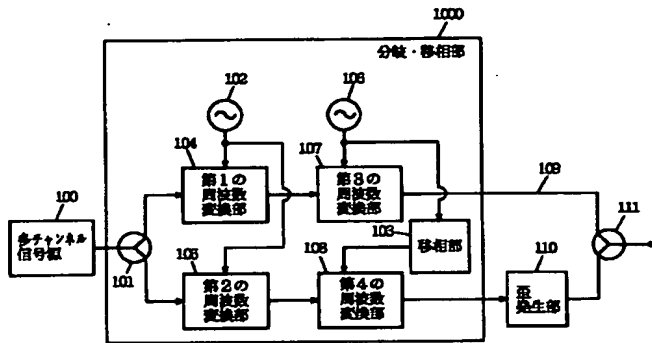 1000
分岐・移相部
102
106
104
第1の
周波数
変換部
107
第3の
周波数
変換部
109
100
多チャンネル
信号源
101
103
移相部
111
105
第2の
周波数
変換部
108
第4の
周波数
変換部
110
歪
発生部